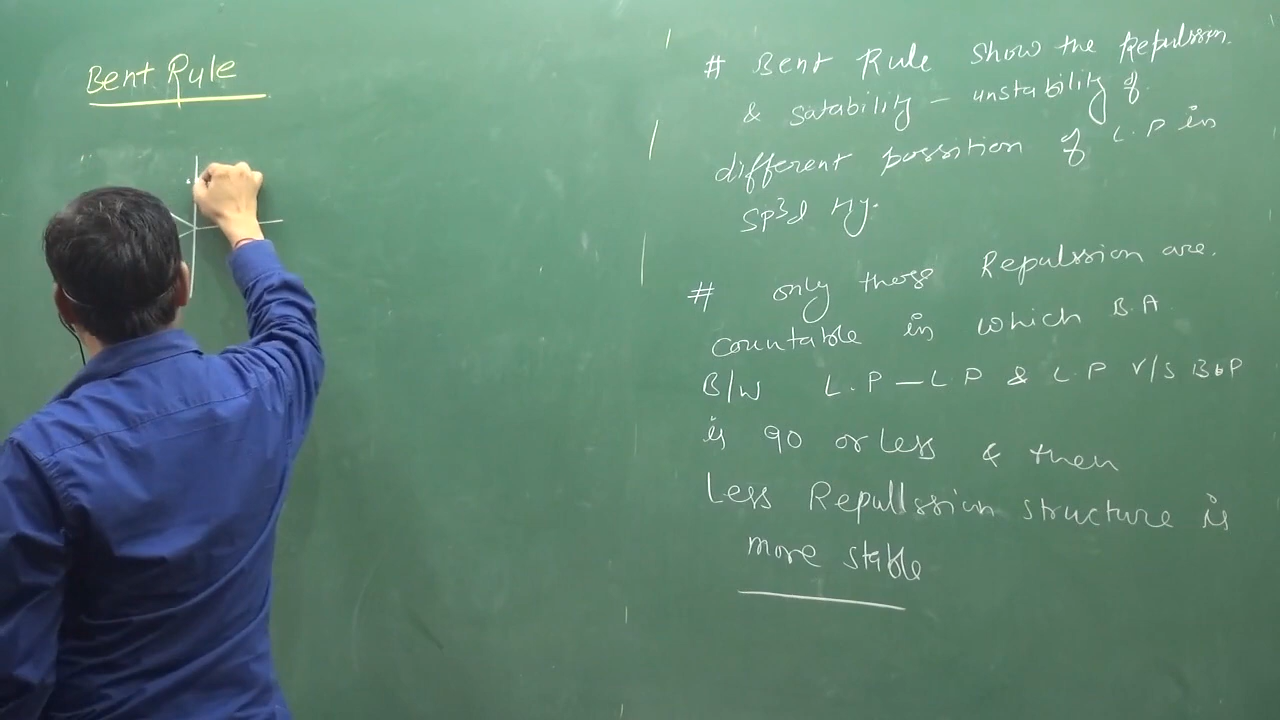 Bent Rule
# Bent Rule Show the Repulsion
& satability - unstability of
different possition of L.P in
SP³d Hy.
# only those Repulssion are.
countable in which B.A
B/W L.P - L.P & L.P V/S B.P
is 90 or less & then
Less Repullssion structure is
more stable